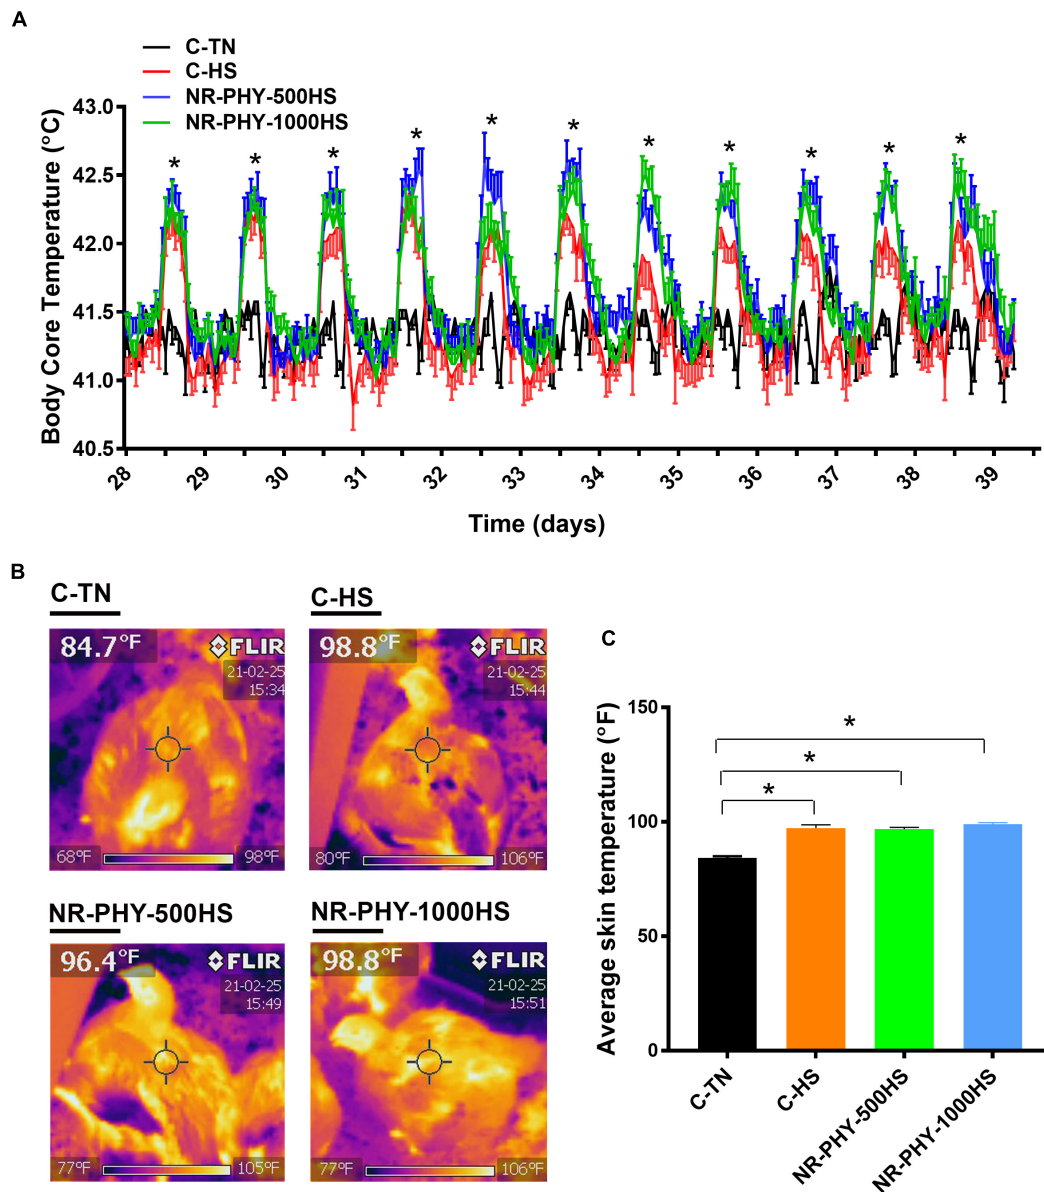 A
C-TN
C-HS
NR-PHY-500HS
NR-PHY-1000HS
Body Core Temperature (°C)
43.0
42.5
42.0
41.5
41.0
40.5
* * * * * * * * * * *
28 29 30 31 32 33 34 35 36 37 38 39
Time (days)
B
C-TN
84.7°F
FLIR
21-02-25
15:34
68°F 98°F
C-HS
98.8°F
FLIR
21-02-25
15:44
80°F 106°F
NR-PHY-500HS
96.4°F
FLIR
21-02-25
15:49
77°F 105°F
NR-PHY-1000HS
98.8°F
FLIR
21-02-25
15:51
77°F 106°F
C
Average skin temperature (°F)
150
100
50
0
*
*
*
C-TN
C-HS
NR-PHY-500HS
NR-PHY-1000HS